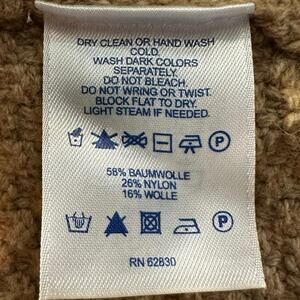 DRY CLEAN OR HAND WASH
COLD.
WASH DARK COLORS
SEPARATELY.
DO NOT BLEACH.
DO NOT WRING OR TWIST.
BLOCK FLAT TO DRY.
LIGHT STEAM IF NEEDED.
P
58% BAUMWOLLE
26% NYLON
16% WOLLE
P
RN 62830